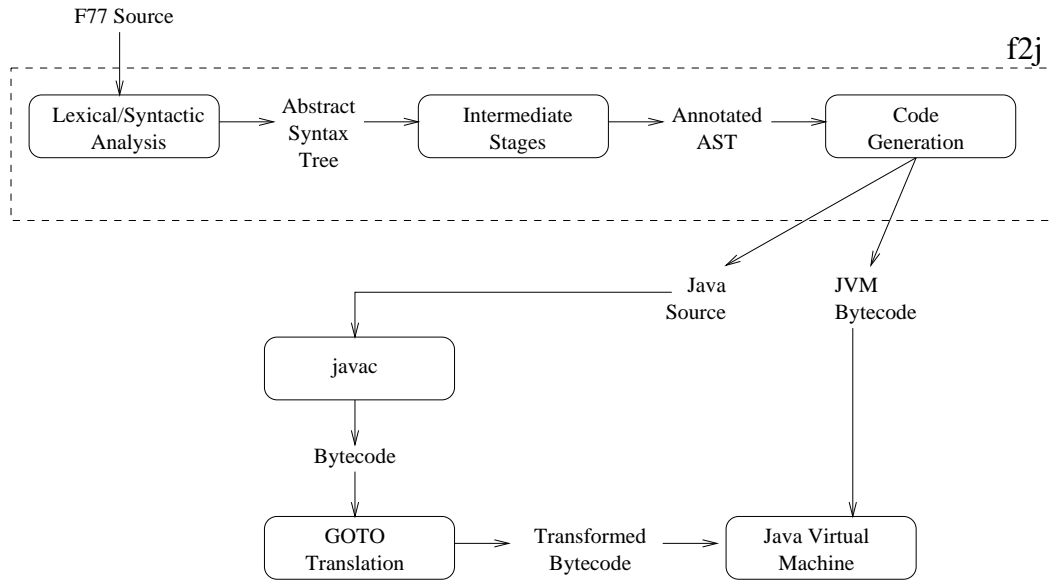 F77 Source
f2j
Lexical/Syntactic
Analysis
Abstract
Syntax
Tree
Intermediate
Stages
Annotated
AST
Code
Generation
Java
Source
JVM
Bytecode
javac
Bytecode
GOTO
Translation
Transformed
Bytecode
Java Virtual
Machine